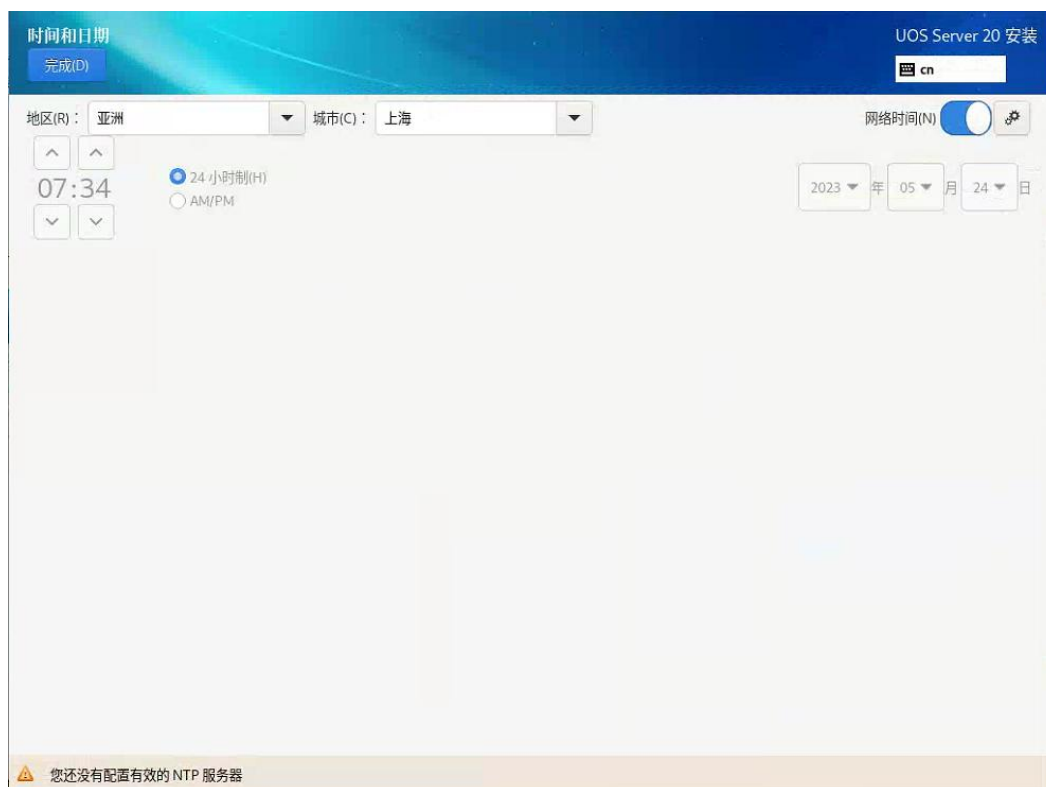 时间和日期
UOS Server 20 安装
完成(D)
cn
地区(R)： 亚洲 城市(C)： 上海 网络时间(N)
07:34
24 小时制(H)
AM/PM
2023 年 05 月 24 日
您还没有配置有效的 NTP 服务器